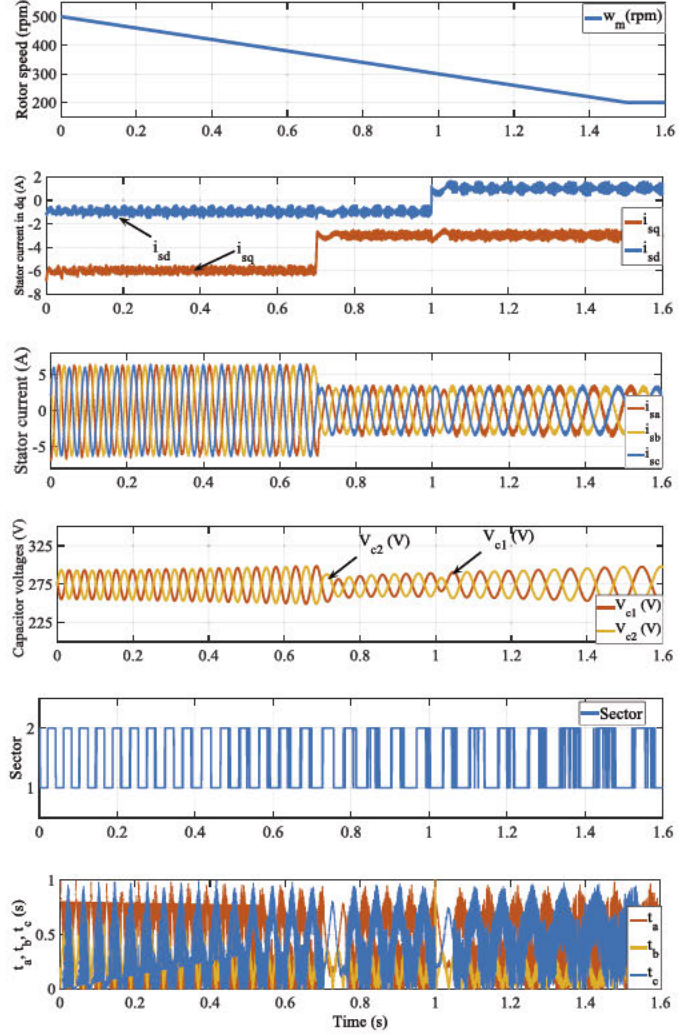 500
400
300
200
Rotor speed (rpm)
w_m(rpm)
0 0.2 0.4 0.6 0.8 1 1.2 1.4 1.6
2
0
-2
-4
-6
-8
Stator current in dq (A)
i_sd
i_sq
i_sq
i_sd
0 0.2 0.4 0.6 0.8 1 1.2 1.4 1.6
5
0
-5
Stator current (A)
i_sa
i_sb
i_sc
0 0.2 0.4 0.6 0.8 1 1.2 1.4 1.6
325
275
225
Capacitor voltages (V)
V_c2 (V)
V_c1 (V)
V_c1 (V)
V_c2 (V)
0 0.2 0.4 0.6 0.8 1 1.2 1.4 1.6
2
1
Sector
Sector
0 0.2 0.4 0.6 0.8 1 1.2 1.4 1.6
1
0.5
0
t_a, t_b, t_c (s)
t_a
t_b
t_c
0 0.2 0.4 0.6 0.8 1 1.2 1.4 1.6
Time (s)